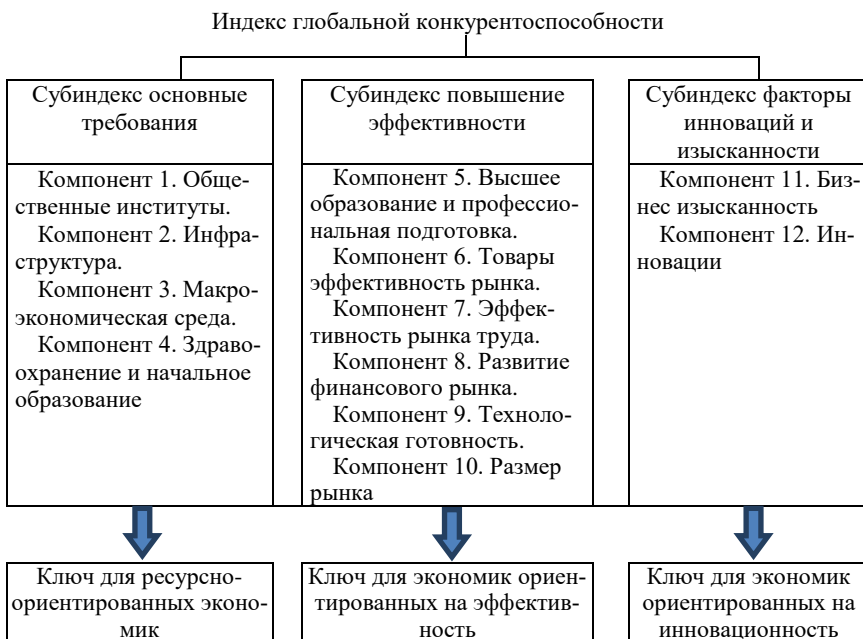 Индекс глобальной конкурентоспособности
Субиндекс основные
требования
Компонент 1. Обще-
ственные институты.
Компонент 2. Инфра-
структура.
Компонент 3. Макро-
экономическая среда.
Компонент 4. Здраво-
охранение и начальное
образование
Ключ для ресурсно-
ориентированных эконо-
мик
Субиндекс повышение
эффективности
Компонент 5. Высшее
образование и профессио-
нальная подготовка.
Компонент 6. Товары
эффективность рынка.
Компонент 7. Эффек-
тивность рынка труда.
Компонент 8. Развитие
финансового рынка.
Компонент 9. Техноло-
гическая готовность.
Компонент 10. Размер
рынка
Ключ для экономик ориен-
тированных на эффектив-
ность
Субиндекс факторы
инноваций и
изысканности
Компонент 11. Биз-
нес изысканность
Компонент 12. Ин-
новации
Ключ для экономик
ориентированных на
инновационность